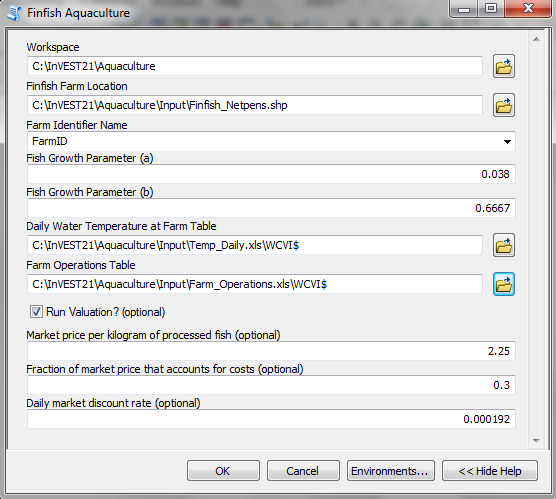 Finfish Aquaculture
Workspace
C:\InVEST21\Aquaculture
Finfish Farm Location
C:\InVEST21\Aquaculture\Input\Finfish_Netpens.shp
Farm Identifier Name
FarmID
Fish Growth Parameter (a)
0.038
Fish Growth Parameter (b)
0.6667
Daily Water Temperature at Farm Table
C:\InVEST21\Aquaculture\Input\Temp_Daily.xls\WCVI$
Farm Operations Table
C:\InVEST21\Aquaculture\Input\Farm_Operations.xls\WCVI$
Run Valuation? (optional)
Market price per kilogram of processed fish (optional)
2.25
Fraction of market price that accounts for costs (optional)
0.3
Daily market discount rate (optional)
0.000192
OK Cancel Environments... << Hide Help